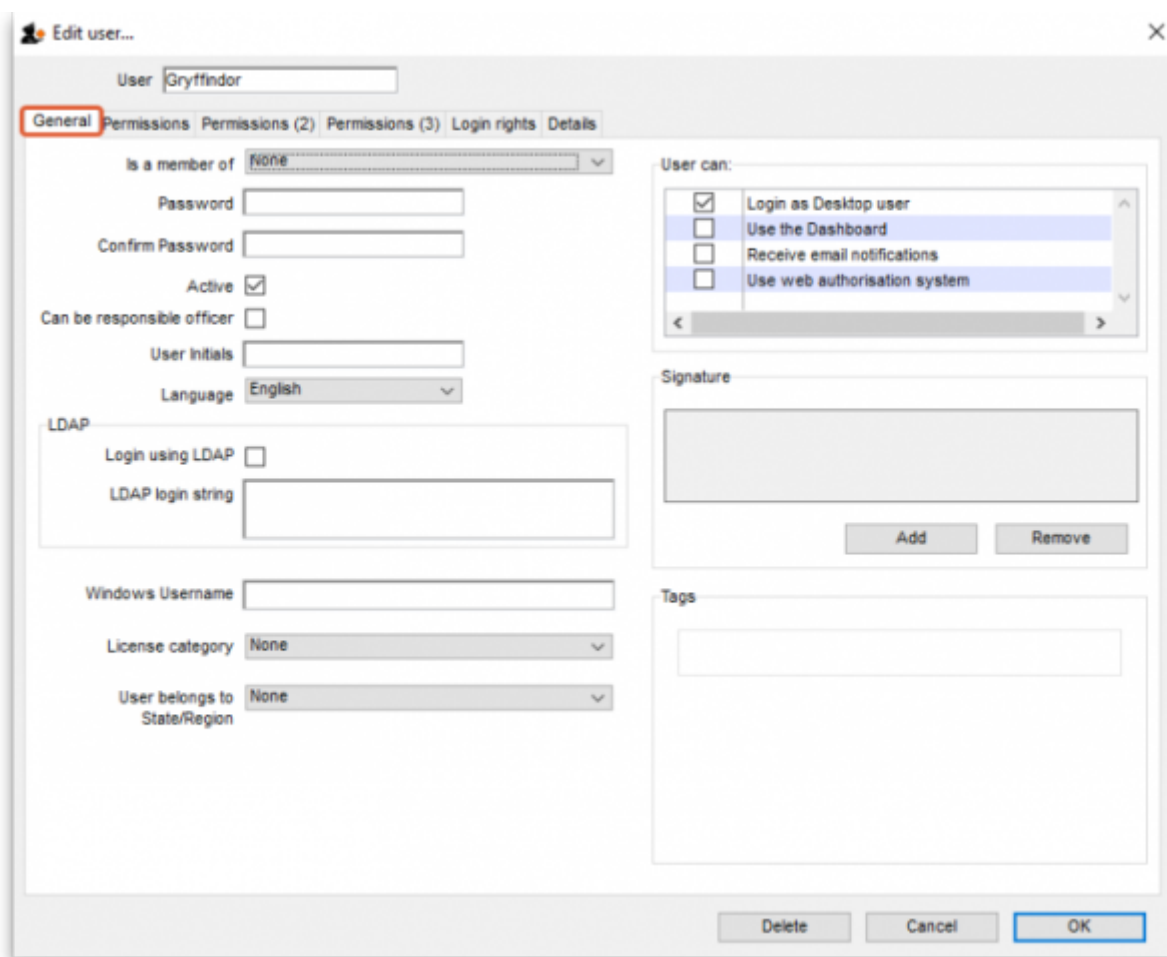 Edit user...
User Gryffindor
General Permissions Permissions (2) Permissions (3) Login rights Details
Is a member of None
Password
Confirm Password
Active
Can be responsible officer
User Initials
Language English
LDAP
Login using LDAP
LDAP login string
Windows Username
License category None
User belongs to None
State/Region
User can:
Login as Desktop user
Use the Dashboard
Receive email notifications
Use web authorisation system
Signature
Add Remove
Tags
Delete Cancel OK